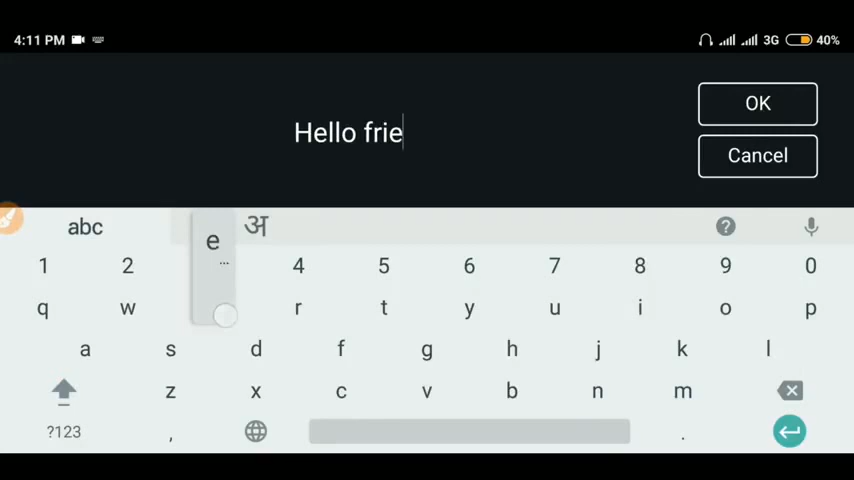 4:11 PM 3G 40%
Hello frie
OK
Cancel
abc अ ?
1 2 4 5 6 7 8 9 0
q w e r t y u i o p
a s d f g h j k l
z x c v b n m
?123 , .